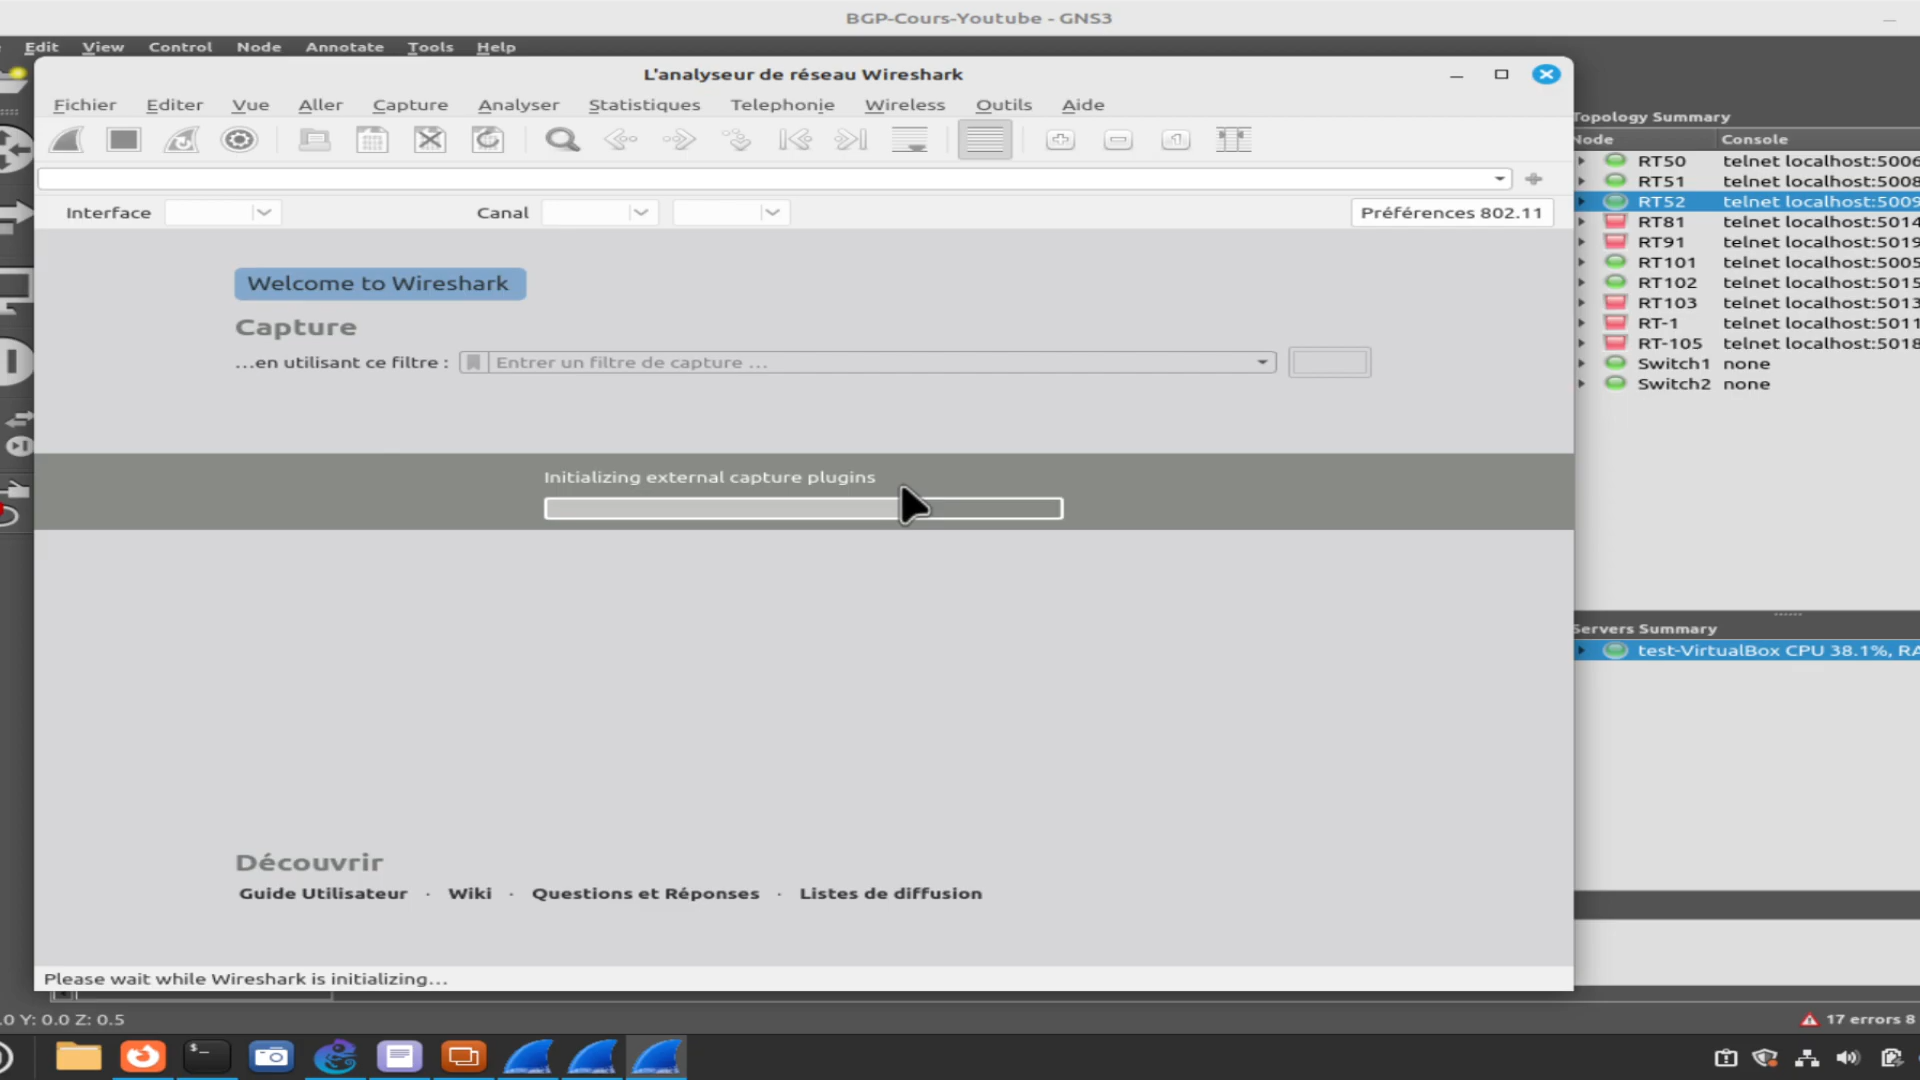 BGP-Cours-Youtube - GNS3
Edit View Control Node Annotate Tools Help
L'analyseur de réseau Wireshark
Fichier Editer Vue Aller Capture Analyser Statistiques Telephonie Wireless Outils Aide
Interface Canal Préférences 802.11
Welcome to Wireshark
Capture
...en utilisant ce filtre : Entrer un filtre de capture ...
Initializing external capture plugins
Découvrir
Guide Utilisateur · Wiki · Questions et Réponses · Listes de diffusion
Please wait while Wireshark is initializing...
Topology Summary
Node Console
RT50 telnet localhost:5006
RT51 telnet localhost:5008
RT52 telnet localhost:5009
RT81 telnet localhost:5014
RT91 telnet localhost:5019
RT101 telnet localhost:5005
RT102 telnet localhost:5015
RT103 telnet localhost:5013
RT-1 telnet localhost:5011
RT-105 telnet localhost:5018
Switch1 none
Switch2 none
Servers Summary
test-VirtualBox CPU 38.1%, RA
.0 Y: 0.0 Z: 0.5
17 errors 8